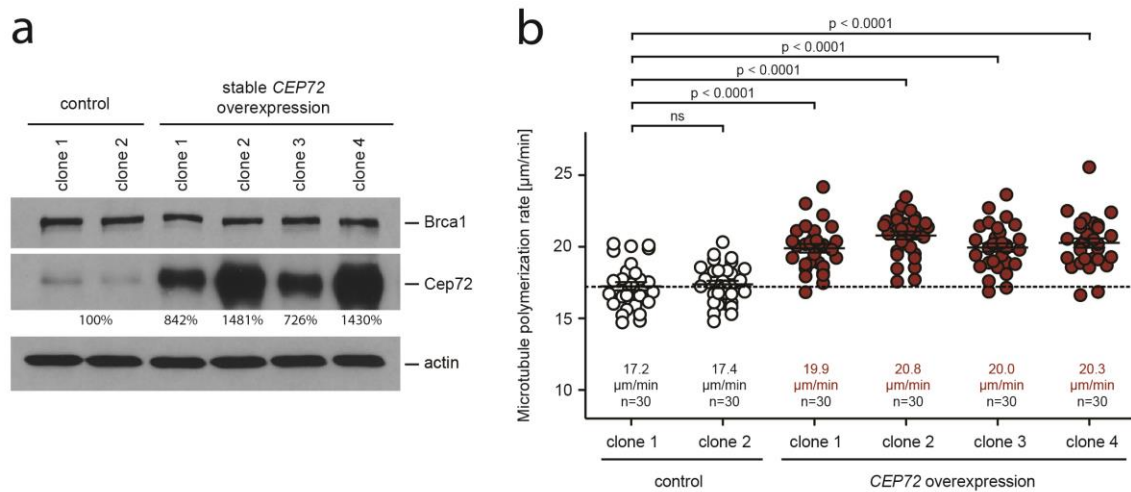 a
control
stable CEP72
overexpression
clone 1
clone 2
clone 1
clone 2
clone 3
clone 4
Brca1
Cep72
100%
842%
1481%
726%
1430%
actin
b
p < 0.0001
p < 0.0001
p < 0.0001
p < 0.0001
ns
Microtubule polymerization rate [µm/min]
25
20
15
10
17.2
µm/min
n=30
17.4
µm/min
n=30
19.9
µm/min
n=30
20.8
µm/min
n=30
20.0
µm/min
n=30
20.3
µm/min
n=30
clone 1
clone 2
clone 1
clone 2
clone 3
clone 4
control
CEP72 overexpression